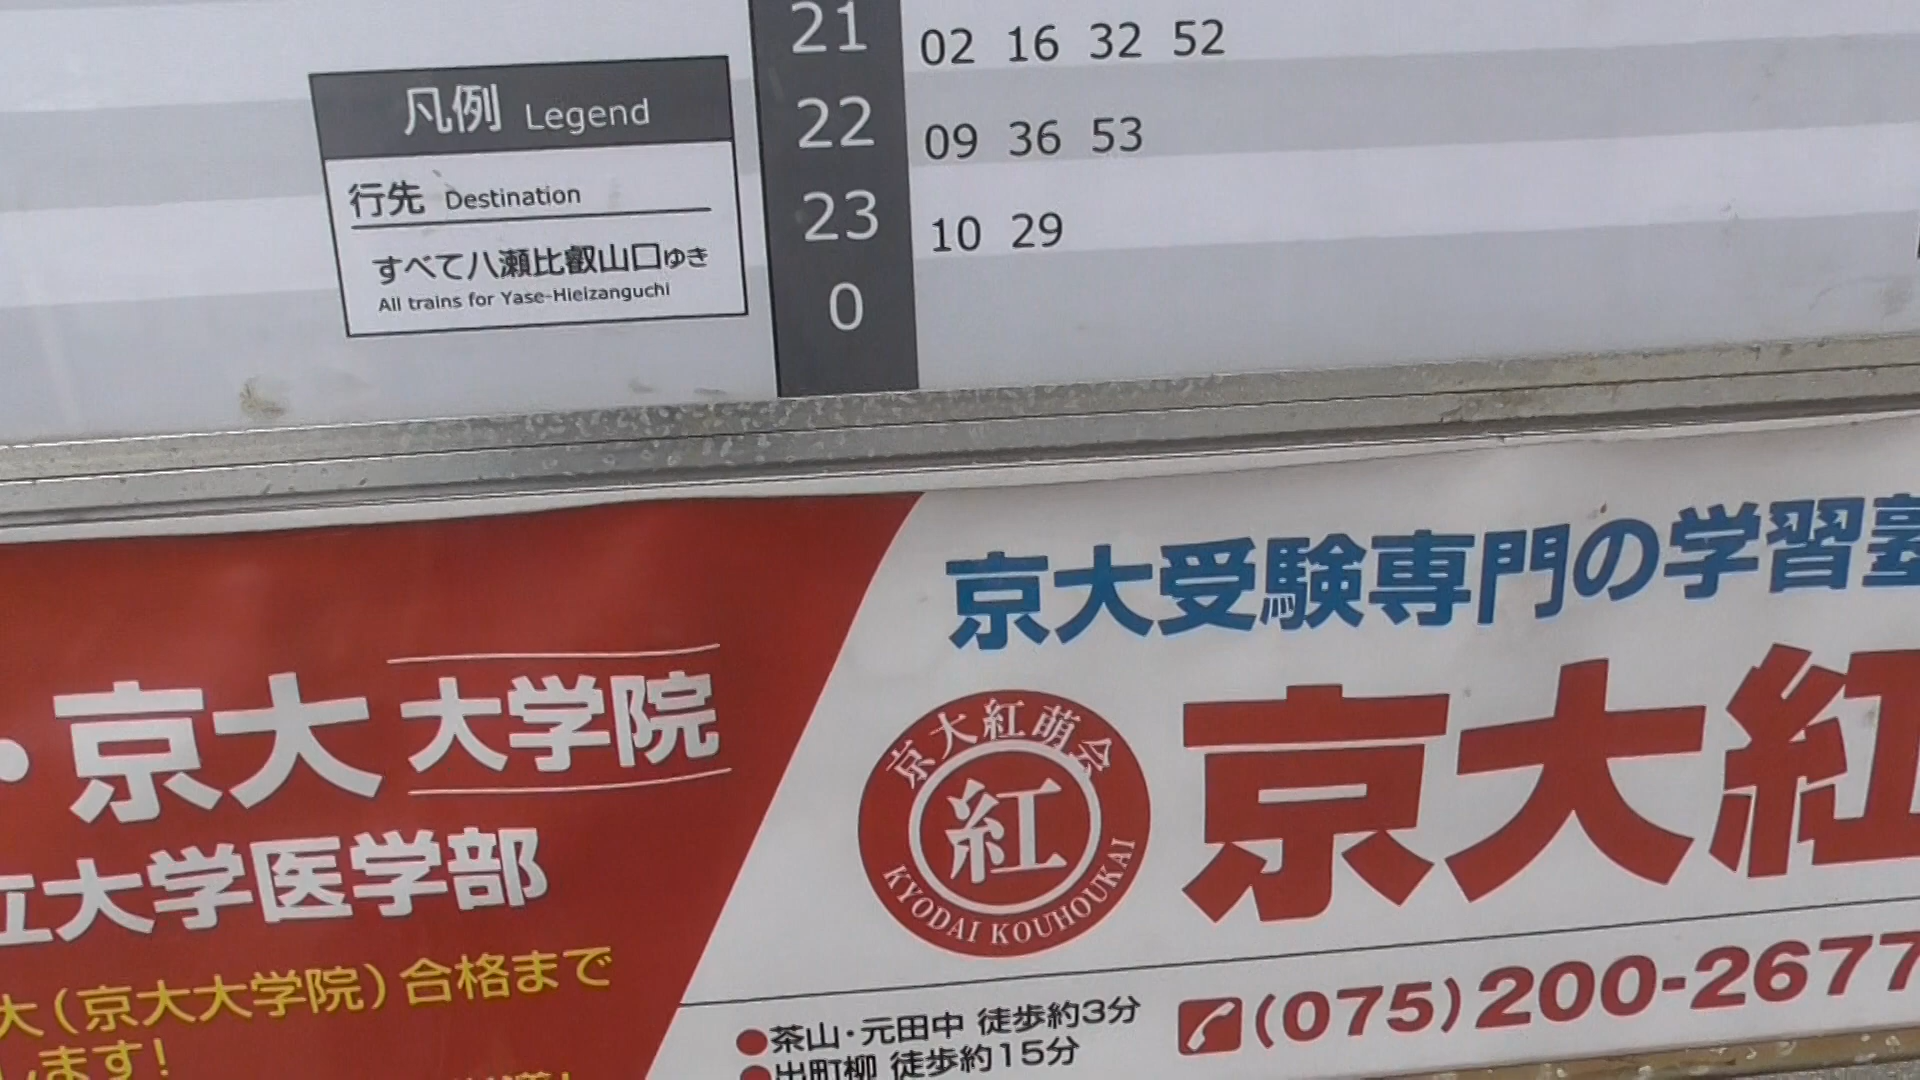 21 02 16 32 52
22 09 36 53
23 10 29
0
凡例 Legend
行先 Destination
すべて八瀬比叡山口ゆき
All trains for Yase-Hieizanguchi
・京大 大学院
立大学医学部
大(京大大学院)合格まで
します!
京大受験専門の学習塾
京大紅萌会
紅
KYODAI KOUHOUKAI
京大紅
●茶山・元田中 徒歩約3分
●出町柳 徒歩約15分
(075)200-2677